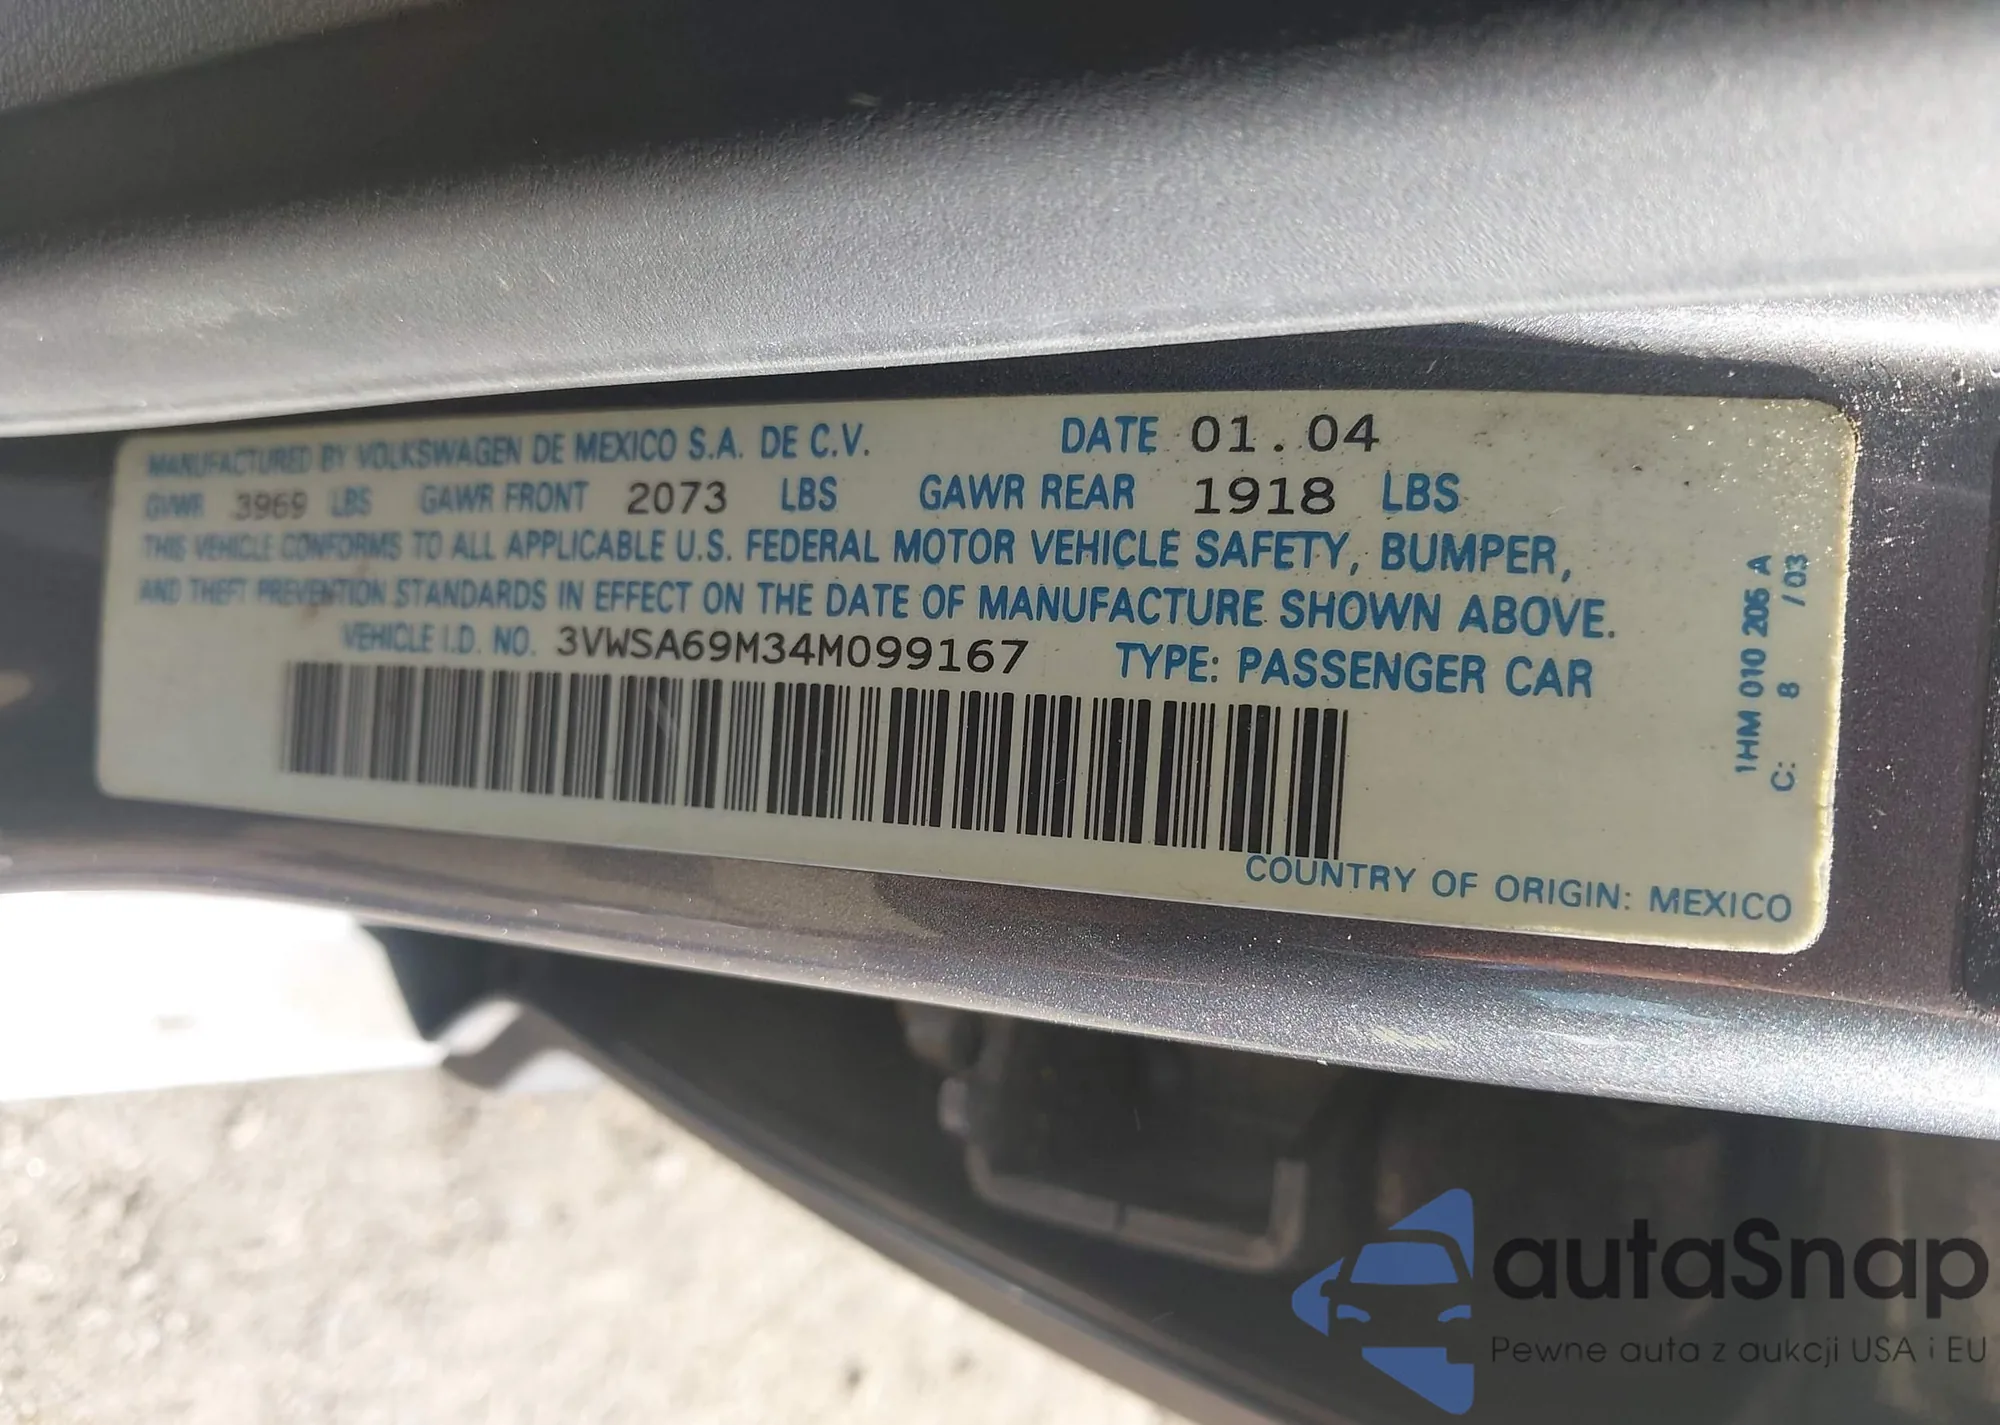 MANUFACTURED BY VOLKSWAGEN DE MEXICO S.A. DE C.V. DATE 01.04
GVWR 3969 LBS GAWR FRONT 2073 LBS GAWR REAR 1918 LBS
THIS VEHICLE CONFORMS TO ALL APPLICABLE U.S. FEDERAL MOTOR VEHICLE SAFETY, BUMPER,
AND THEFT PREVENTION STANDARDS IN EFFECT ON THE DATE OF MANUFACTURE SHOWN ABOVE.
VEHICLE I.D. NO. 3VWSA69M34M099167 TYPE: PASSENGER CAR
COUNTRY OF ORIGIN: MEXICO
1HM 010 205 A
C: 8 / 03
autaSnap
Pewne auta z aukcji USA i EU